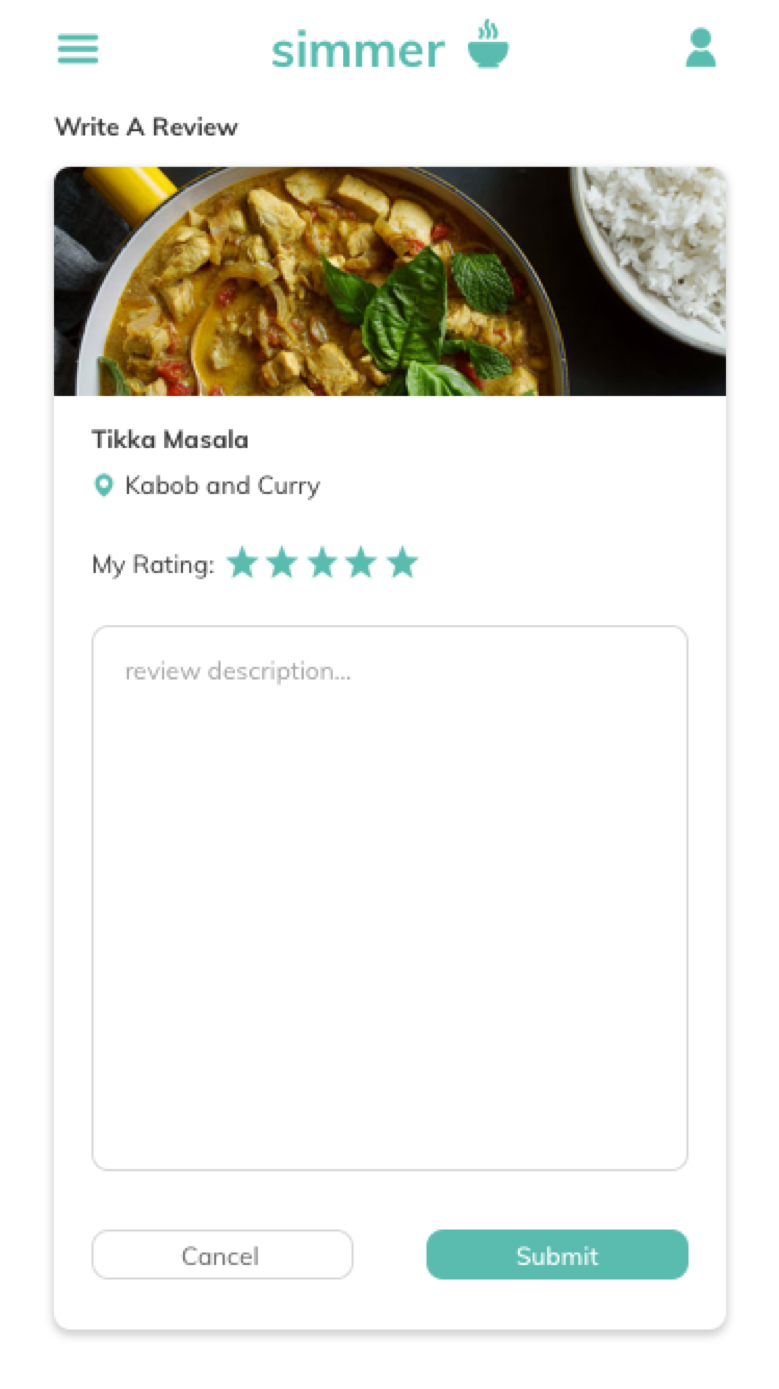 simmer
Write A Review
Tikka Masala
Kabob and Curry
My Rating:
review description...
Cancel
Submit